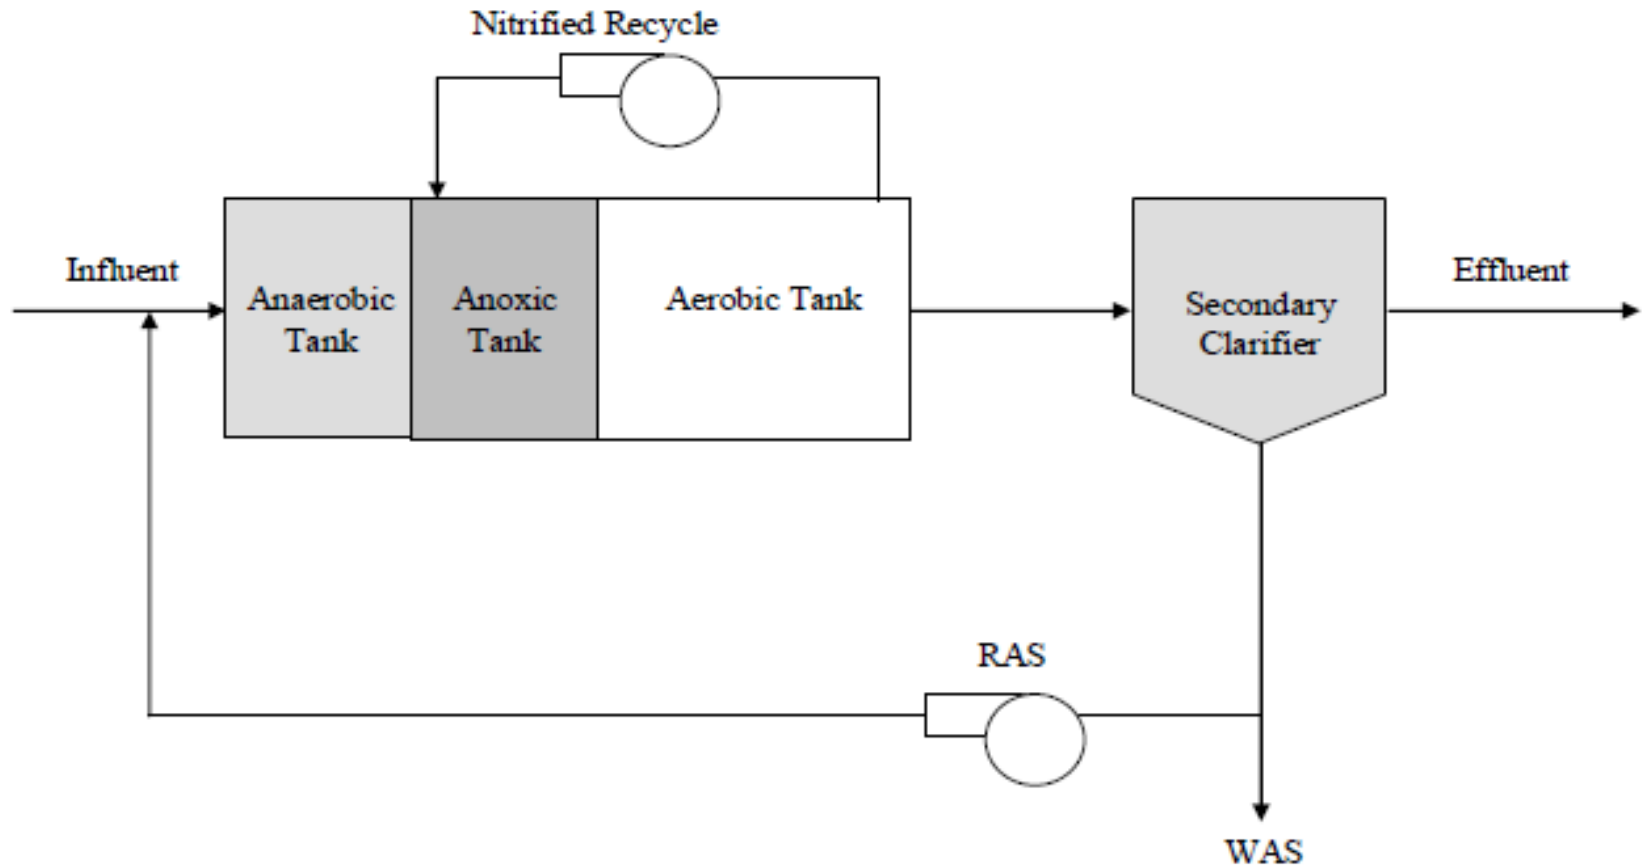 Nitrified Recycle
Influent
Anaerobic
Tank
Anoxic
Tank
Aerobic Tank
Secondary
Clarifier
Effluent
RAS
WAS